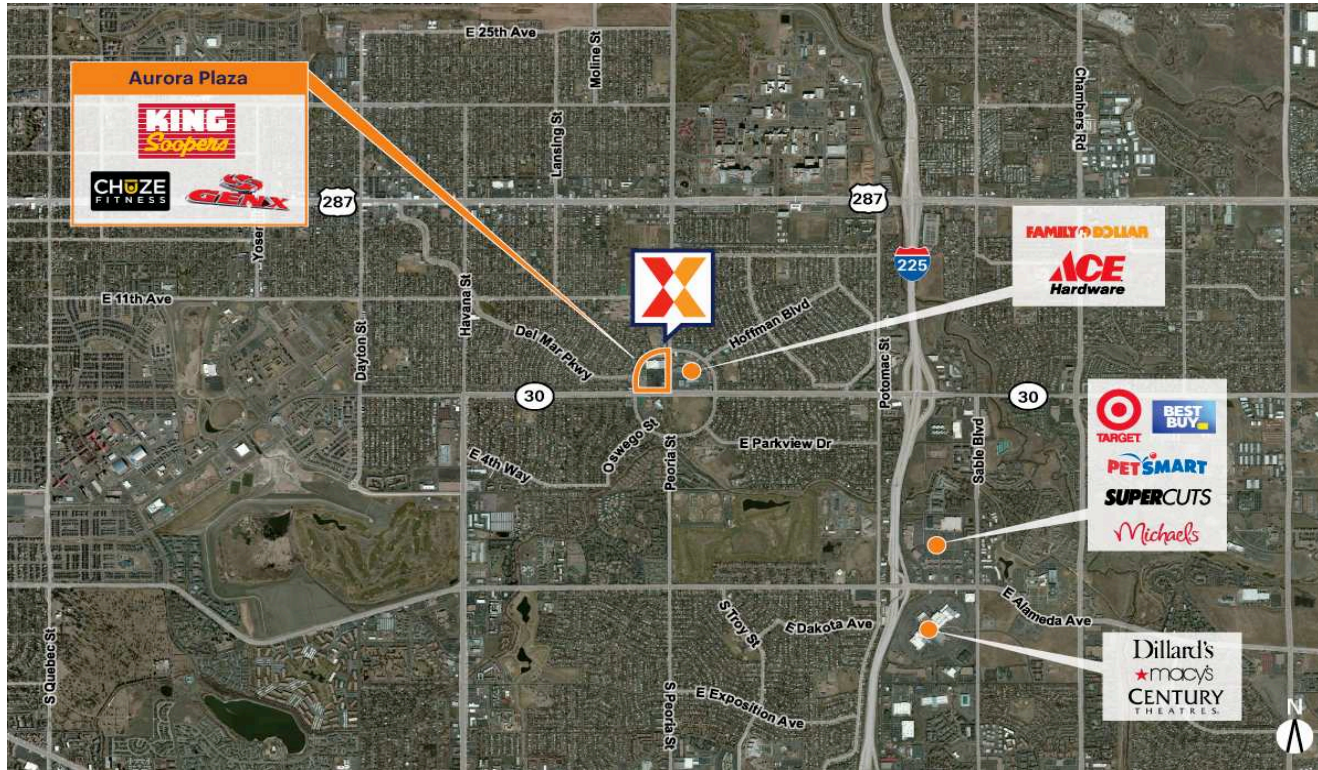 E 25th Ave
Moline St
Aurora Plaza
KING
Soopers
CHUZE
FITNESS
GENX
Lansing St
Chambers Rd
287
287
Yosem
FAMILY DOLLAR
ACE
Hardware
225
E 11th Ave
Havana St
Del Mar Pkwy
Hoffman Blvd
Dayton St
Potomac St
30
30
TARGET
BEST
BUY
PETSMART
SUPERCUTS
Michaels
Oswego St
E Parkview Dr
E 4th Way
Peoria St
Sable Blvd
E Alameda Ave
S Troy St
E Dakota Ave
Dillard's
macy's
CENTURY
THEATRES
S Quebec St
S Peoria St
E Exposition Ave
N